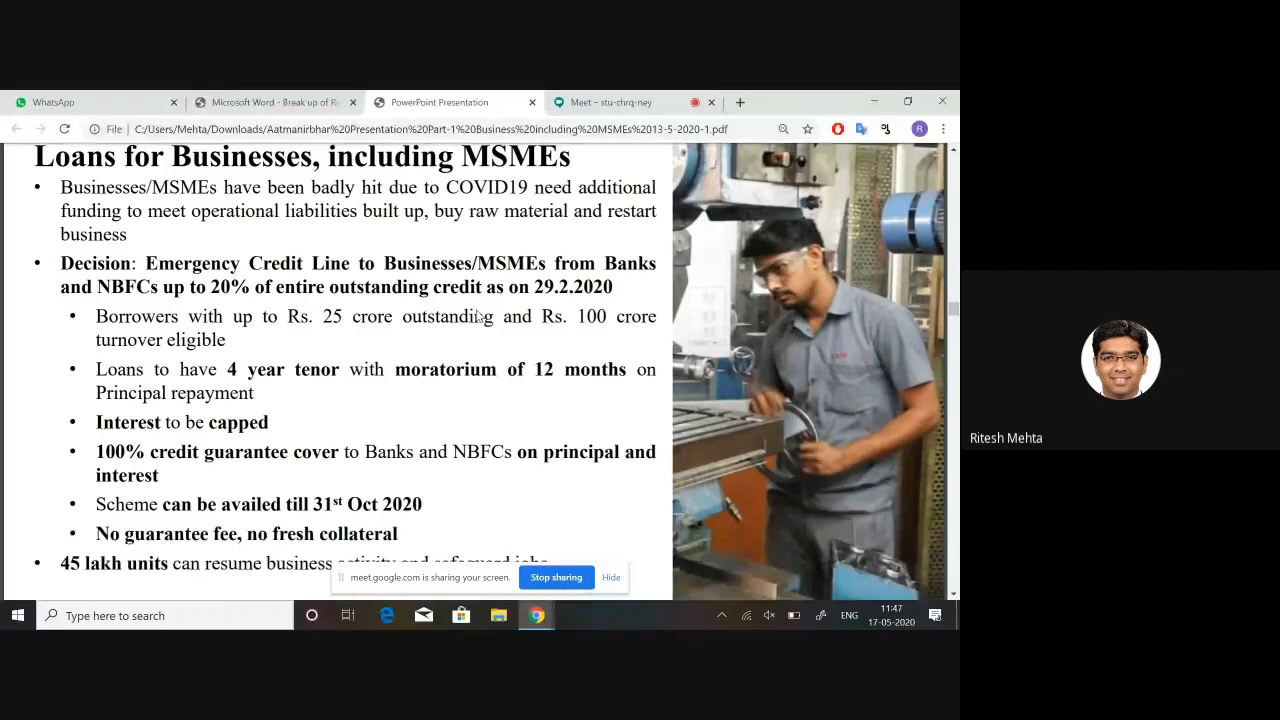 WhatsApp
Microsoft Word - Break up of R
PowerPoint Presentation
Meet – stu-chrq-ney
File
C:/Users/Mehta/Downloads/Aatmanirbhar%20Presentation%20Part-1%20Business%20including%20MSMEs%2013-5-2020-1.pdf
R
Loans for Businesses, including MSMEs
• Businesses/MSMEs have been badly hit due to COVID19 need additional
funding to meet operational liabilities built up, buy raw material and restart
business
• Decision: Emergency Credit Line to Businesses/MSMEs from Banks
and NBFCs up to 20% of entire outstanding credit as on 29.2.2020
• Borrowers with up to Rs. 25 crore outstanding and Rs. 100 crore
turnover eligible
• Loans to have 4 year tenor with moratorium of 12 months on
Principal repayment
• Interest to be capped
• 100% credit guarantee cover to Banks and NBFCs on principal and
interest
• Scheme can be availed till 31st Oct 2020
• No guarantee fee, no fresh collateral
• 45 lakh units can resume business activity and safeguard jobs
meet.google.com is sharing your screen.
Stop sharing
Hide
Type here to search
ENG
11:47
17-05-2020
Ritesh Mehta